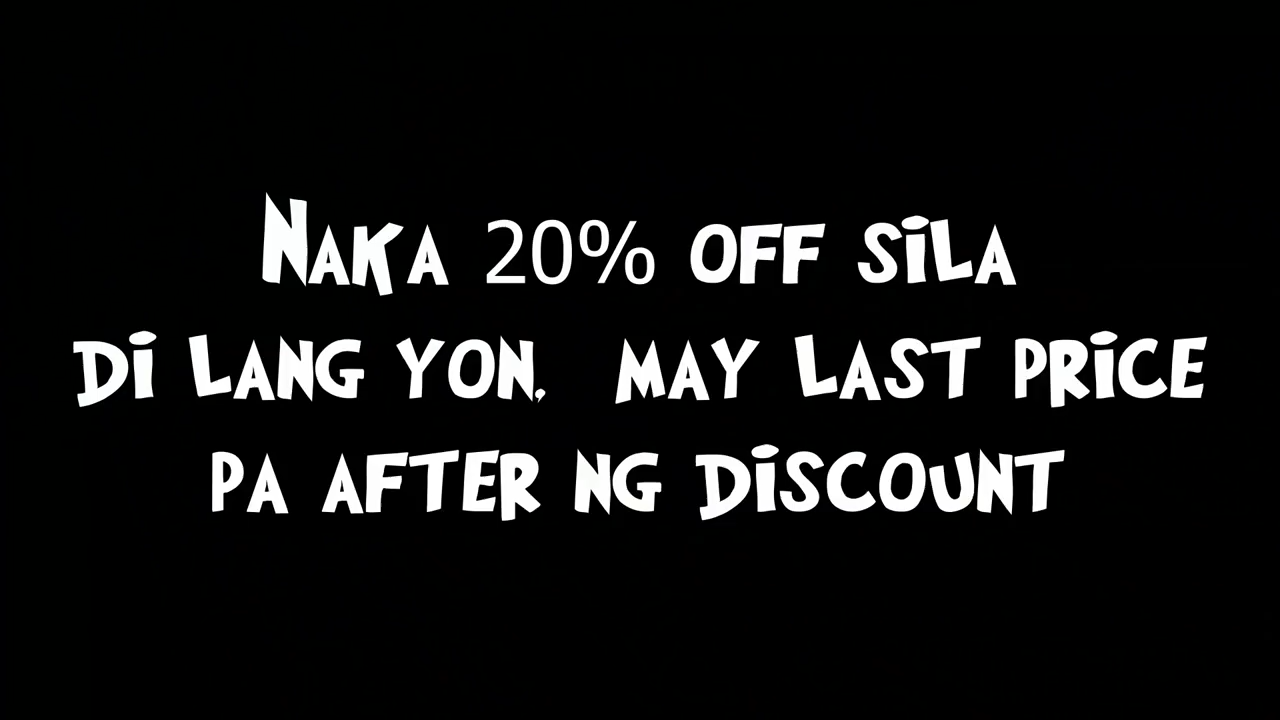 Naka 20% off sila
Di lang yon, may last price
pa after ng discount